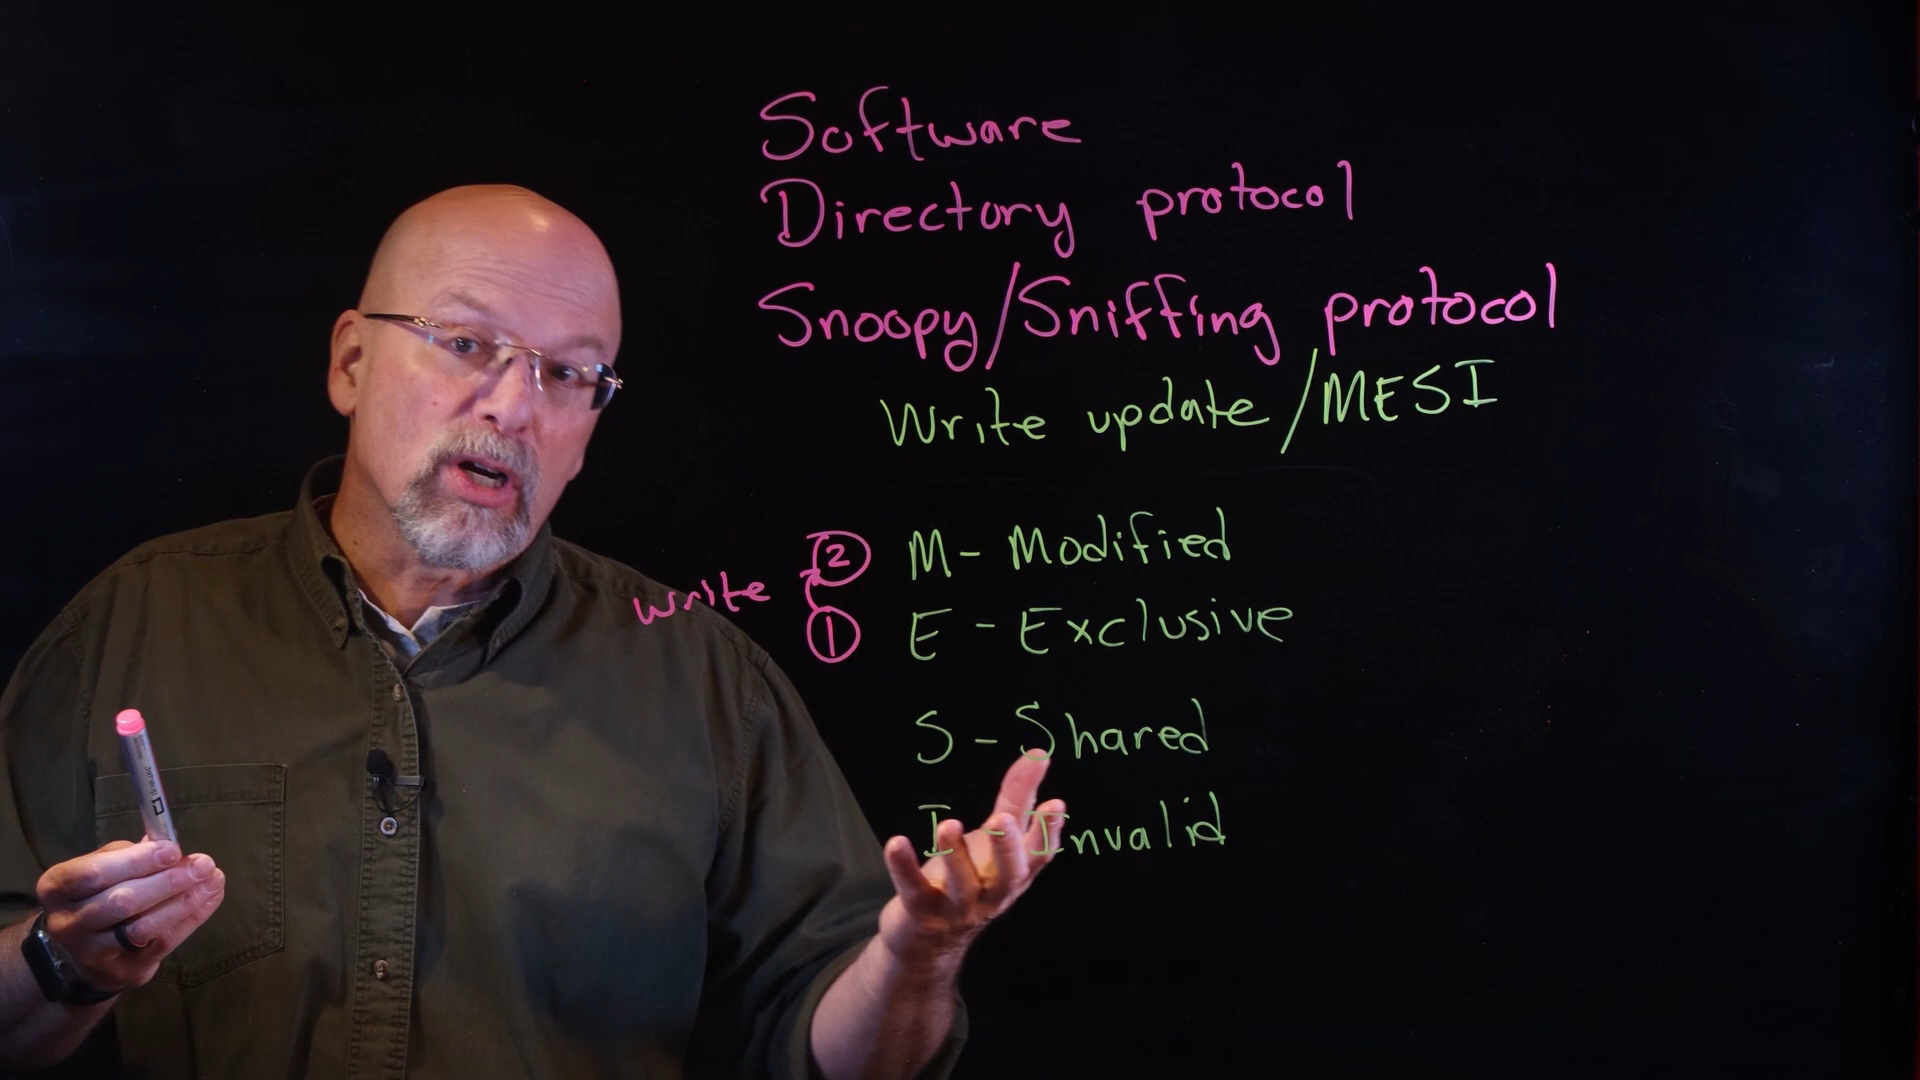 Software
Directory protocol
Snoopy/Sniffing protocol
Write update/MESI
2 M - Modified
write
1 E - Exclusive
S - Shared
I - Invalid